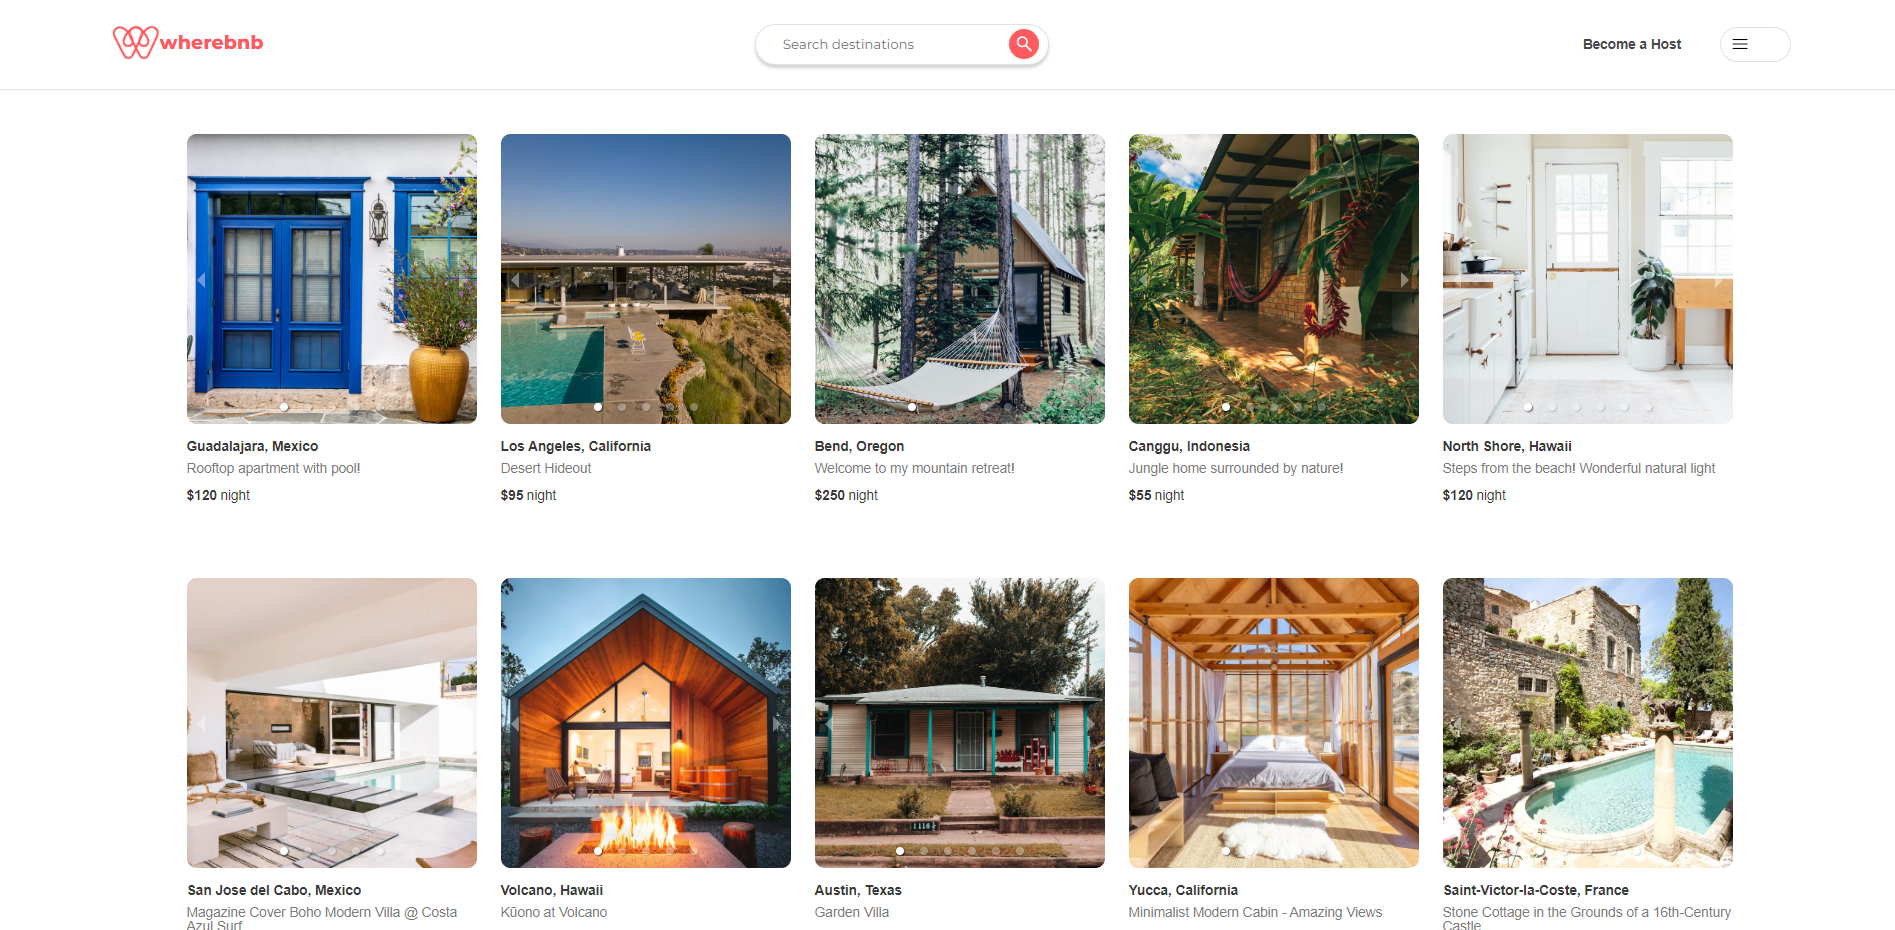 wherebnb
Search destinations
Become a Host
Guadalajara, Mexico
Rooftop apartment with pool!
$120 night
Los Angeles, California
Desert Hideout
$95 night
Bend, Oregon
Welcome to my mountain retreat!
$250 night
Canggu, Indonesia
Jungle home surrounded by nature!
$55 night
North Shore, Hawaii
Steps from the beach! Wonderful natural light
$120 night
San Jose del Cabo, Mexico
Magazine Cover Boho Modern Villa @ Costa
Azul Surf
Volcano, Hawaii
Kūono at Volcano
Austin, Texas
Garden Villa
Yucca, California
Minimalist Modern Cabin - Amazing Views
Saint-Victor-la-Coste, France
Stone Cottage in the Grounds of a 16th-Century
Castle